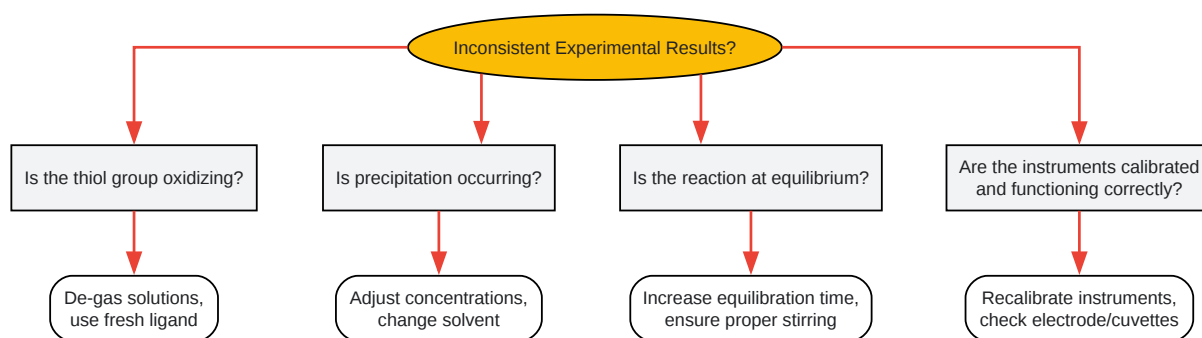 Inconsistent Experimental Results?
Is the thiol group oxidizing?
Is precipitation occurring?
Is the reaction at equilibrium?
Are the instruments calibrated
and functioning correctly?
De-gas solutions,
use fresh ligand
Adjust concentrations,
change solvent
Increase equilibration time,
ensure proper stirring
Recalibrate instruments,
check electrode/cuvettes